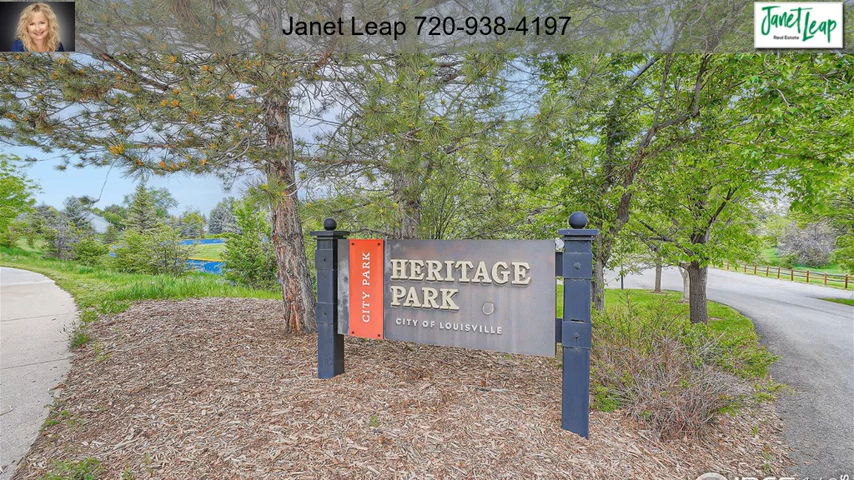 Janet Leap 720-938-4197
Janet Leap
Real Estate
CITY PARK
HERITAGE
PARK
CITY OF LOUISVILLE